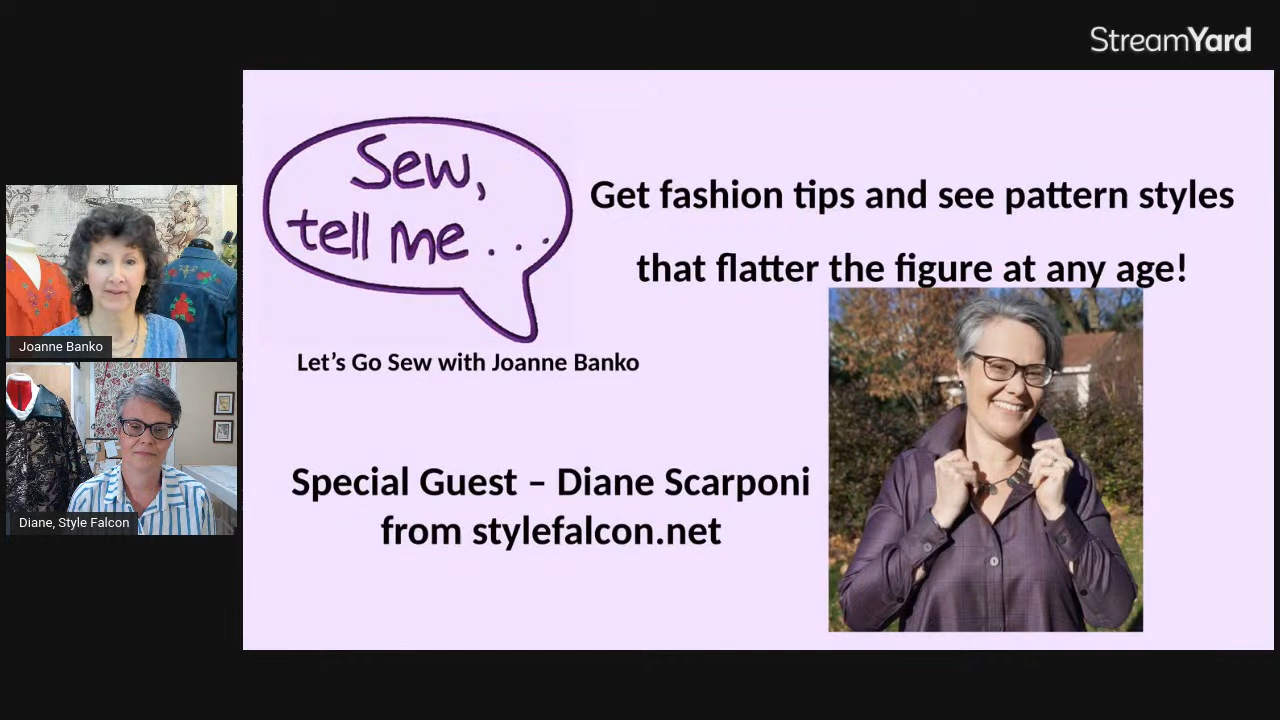 StreamYard
Sew,
tell me . . .
Get fashion tips and see pattern styles
that flatter the figure at any age!
Let’s Go Sew with Joanne Banko
Special Guest – Diane Scarponi
from stylefalcon.net
Joanne Banko
Diane, Style Falcon